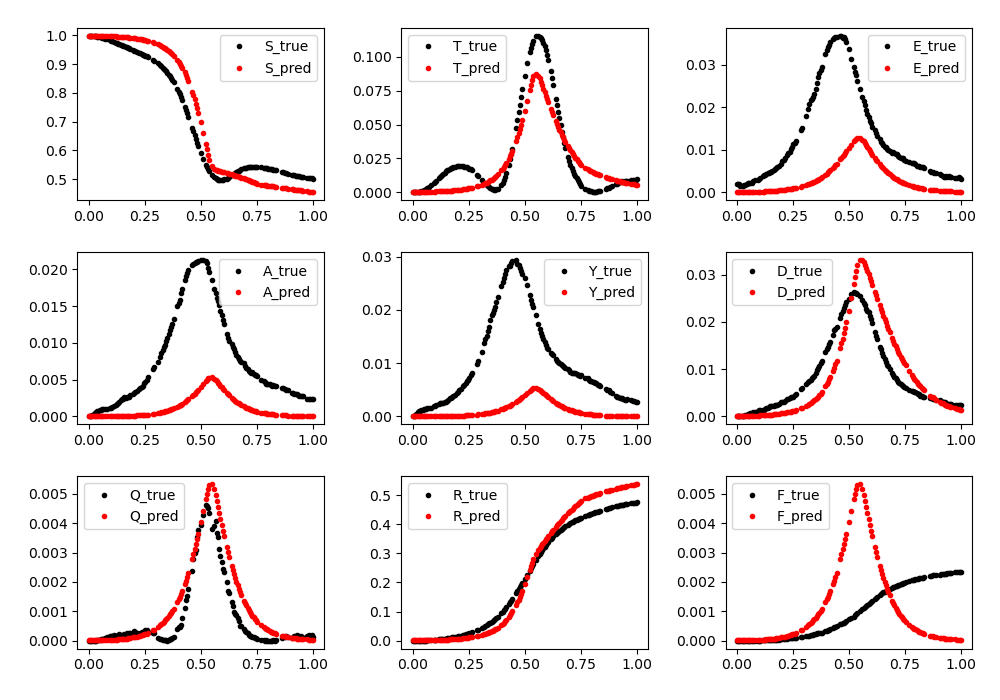 1.0
0.9
0.8
0.7
0.6
0.5
S_true
S_pred
0.00 0.25 0.50 0.75 1.00
0.100
0.075
0.050
0.025
0.000
T_true
T_pred
0.00 0.25 0.50 0.75 1.00
0.03
0.02
0.01
0.00
E_true
E_pred
0.00 0.25 0.50 0.75 1.00
0.020
0.015
0.010
0.005
0.000
A_true
A_pred
0.00 0.25 0.50 0.75 1.00
0.03
0.02
0.01
0.00
Y_true
Y_pred
0.00 0.25 0.50 0.75 1.00
0.03
0.02
0.01
0.00
D_true
D_pred
0.00 0.25 0.50 0.75 1.00
0.005
0.004
0.003
0.002
0.001
0.000
Q_true
Q_pred
0.00 0.25 0.50 0.75 1.00
0.5
0.4
0.3
0.2
0.1
0.0
R_true
R_pred
0.00 0.25 0.50 0.75 1.00
0.005
0.004
0.003
0.002
0.001
0.000
F_true
F_pred
0.00 0.25 0.50 0.75 1.00